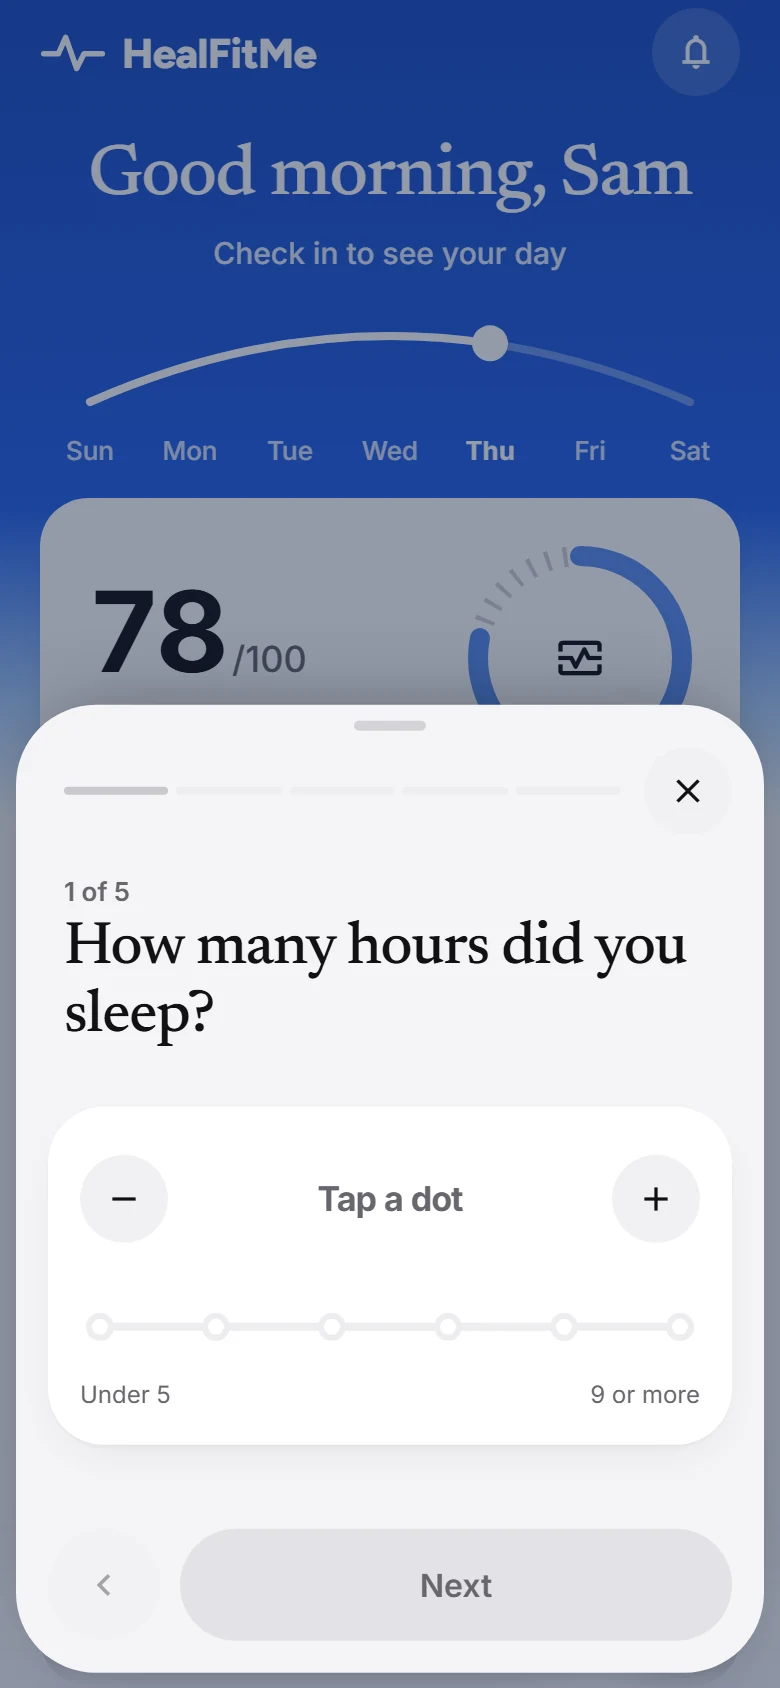 HealFitMe
Good morning, Sam
Check in to see your day
Sun Mon Tue Wed Thu Fri Sat
78/100
1 of 5
How many hours did you
sleep?
Tap a dot
Under 5 9 or more
Next